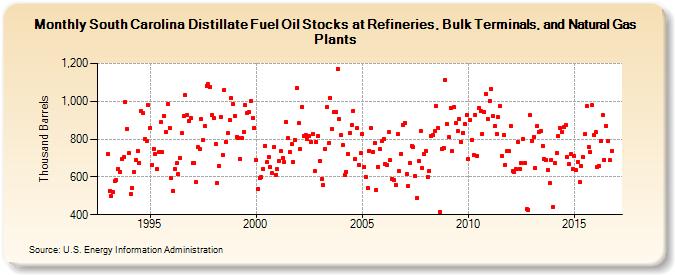 Monthly South Carolina Distillate Fuel Oil Stocks at Refineries, Bulk Terminals, and Natural Gas
Plants
Thousand Barrels
1,200
1,000
800
600
400
1995
2000
2005
2010
2015
Source: U.S. Energy Information Administration